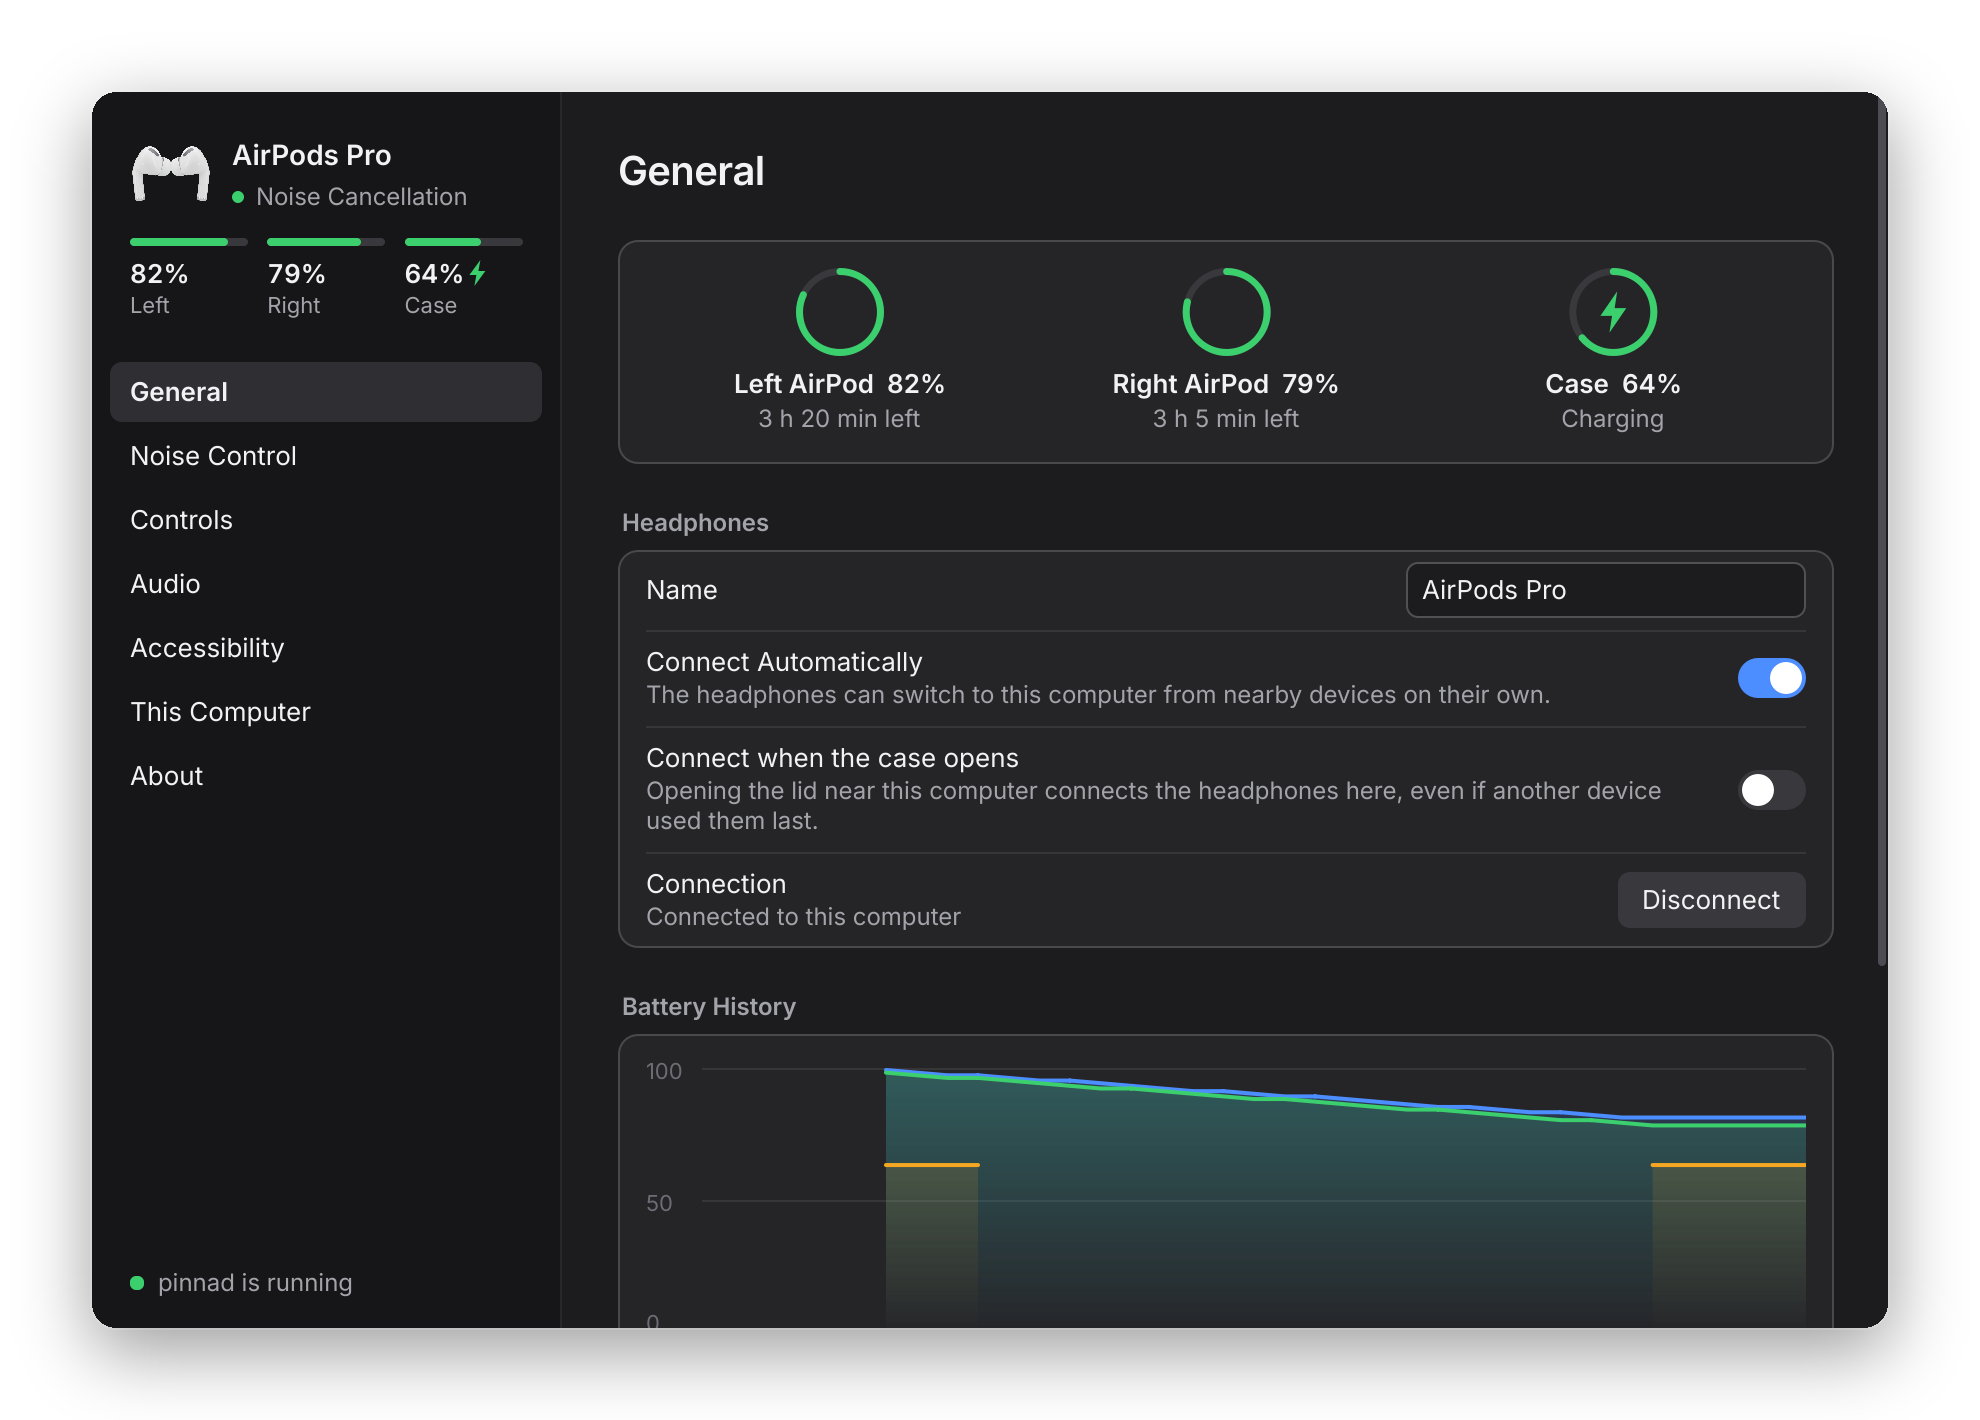 AirPods Pro
Noise Cancellation
82%
Left
79%
Right
64%
Case
General
Noise Control
Controls
Audio
Accessibility
This Computer
About
pinnad is running
General
Left AirPod 82%
3 h 20 min left
Right AirPod 79%
3 h 5 min left
Case 64%
Charging
Headphones
Name
AirPods Pro
Connect Automatically
The headphones can switch to this computer from nearby devices on their own.
Connect when the case opens
Opening the lid near this computer connects the headphones here, even if another device
used them last.
Connection
Connected to this computer
Disconnect
Battery History
100
50
0